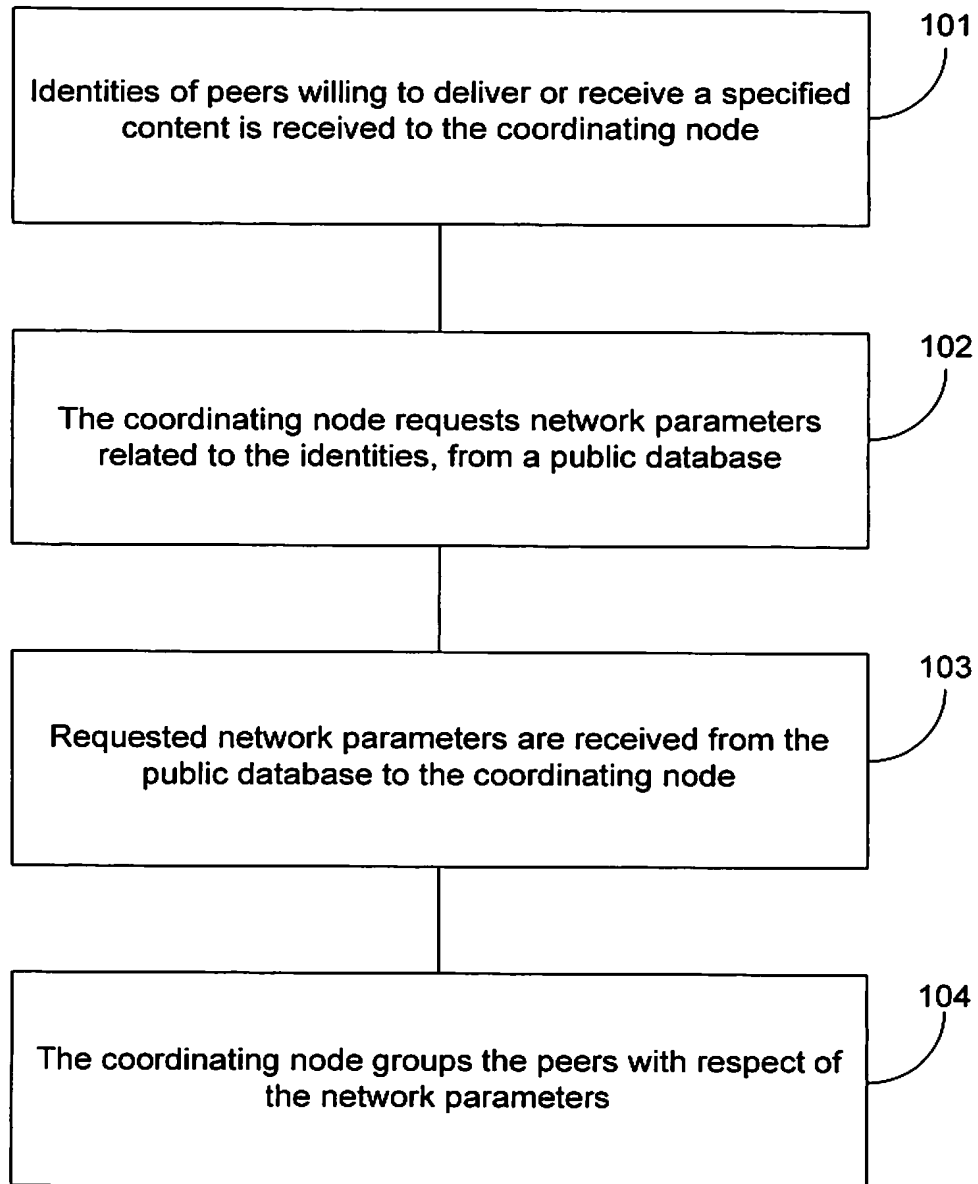 101
Identities of peers willing to deliver or receive a specified
content is received to the coordinating node
102
The coordinating node requests network parameters
related to the identities, from a public database
103
Requested network parameters are received from the
public database to the coordinating node
104
The coordinating node groups the peers with respect of
the network parameters